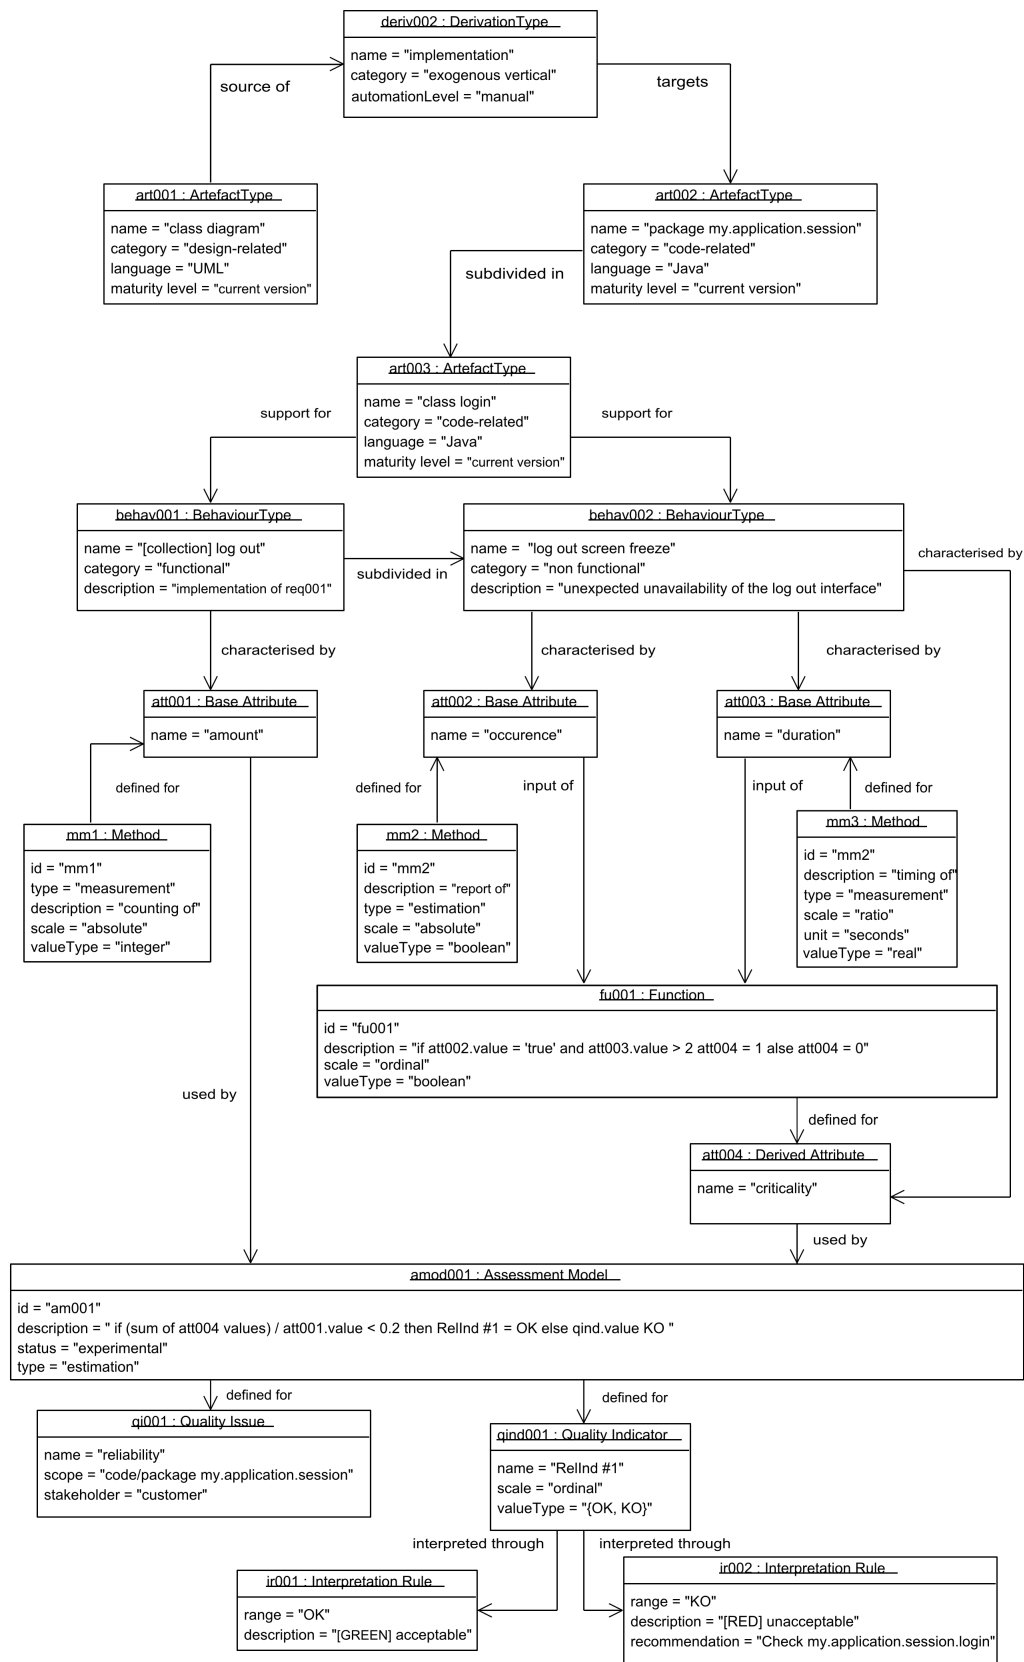 deriv002 : DerivationType
name = "implementation"
category = "exogenous vertical"
automationLevel = "manual"
source of
targets
art001 : ArtefactType
name = "class diagram"
category = "design-related"
language = "UML"
maturity level = "current version"
art002 : ArtefactType
name = "package my.application.session"
category = "code-related"
language = "Java"
maturity level = "current version"
subdivided in
art003 : ArtefactType
name = "class login"
category = "code-related"
language = "Java"
maturity level = "current version"
support for
support for
behav001 : BehaviourType
name = "[collection] log out"
category = "functional"
description = "implementation of req001"
subdivided in
behav002 : BehaviourType
name =  "log out screen freeze"
category = "non functional"
description = "unexpected unavailability of the log out interface"
characterised by
characterised by
characterised by
characterised by
att001 : Base Attribute
name = "amount"
att002 : Base Attribute
name = "occurence"
att003 : Base Attribute
name = "duration"
defined for
defined for
input of
input of
defined for
mm1 : Method
id = "mm1"
type = "measurement"
description = "counting of"
scale = "absolute"
valueType = "integer"
mm2 : Method
id = "mm2"
description = "report of"
type = "estimation"
scale = "absolute"
valueType = "boolean"
mm3 : Method
id = "mm2"
description = "timing of"
type = "measurement"
scale = "ratio"
unit = "seconds"
valueType = "real"
fu001 : Function
id = "fu001"
description = "if att002.value = 'true' and att003.value > 2 att004 = 1 alse att004 = 0"
scale = "ordinal"
valueType = "boolean"
used by
defined for
att004 : Derived Attribute
name = "criticality"
used by
amod001 : Assessment Model
id = "am001"
description = " if (sum of att004 values) / att001.value < 0.2 then RelInd #1 = OK else qind.value KO "
status = "experimental"
type = "estimation"
defined for
defined for
qi001 : Quality Issue
name = "reliability"
scope = "code/package my.application.session"
stakeholder = "customer"
qind001 : Quality Indicator
name = "RelInd #1"
scale = "ordinal"
valueType = "{OK, KO}"
interpreted through
interpreted through
ir001 : Interpretation Rule
range = "OK"
description = "[GREEN] acceptable"
ir002 : Interpretation Rule
range = "KO"
description = "[RED] unacceptable"
recommendation = "Check my.application.session.login"